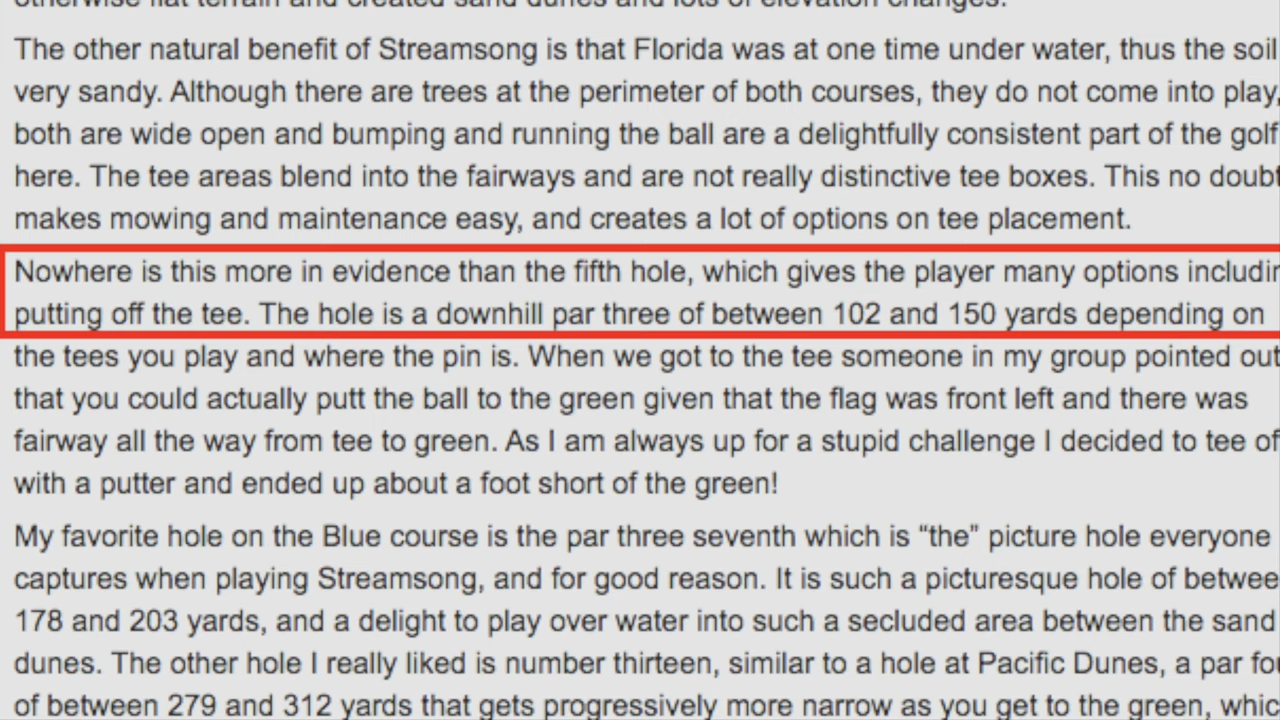 otherwise flat terrain and created sand dunes and lots of elevation changes.
The other natural benefit of Streamsong is that Florida was at one time under water, thus the soil
very sandy. Although there are trees at the perimeter of both courses, they do not come into play,
both are wide open and bumping and running the ball are a delightfully consistent part of the golf
here. The tee areas blend into the fairways and are not really distinctive tee boxes. This no doubt
makes mowing and maintenance easy, and creates a lot of options on tee placement.
Nowhere is this more in evidence than the fifth hole, which gives the player many options includin
putting off the tee. The hole is a downhill par three of between 102 and 150 yards depending on
the tees you play and where the pin is. When we got to the tee someone in my group pointed out
that you could actually putt the ball to the green given that the flag was front left and there was
fairway all the way from tee to green. As I am always up for a stupid challenge I decided to tee of
with a putter and ended up about a foot short of the green!
My favorite hole on the Blue course is the par three seventh which is “the” picture hole everyone
captures when playing Streamsong, and for good reason. It is such a picturesque hole of betwee
178 and 203 yards, and a delight to play over water into such a secluded area between the sand
dunes. The other hole I really liked is number thirteen, similar to a hole at Pacific Dunes, a par fou
of between 279 and 312 yards that gets progressively more narrow as you get to the green, whic